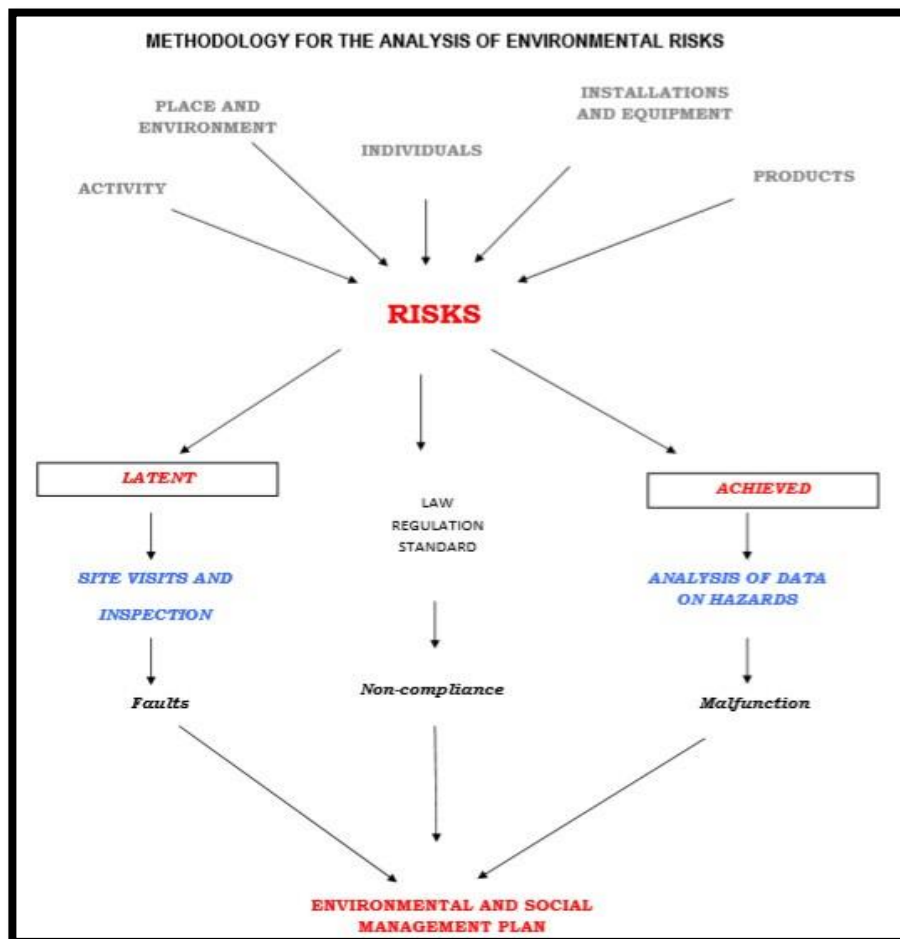 METHODOLOGY FOR THE ANALYSIS OF ENVIRONMENTAL RISKS
PLACE AND
ENVIRONMENT
INSTALLATIONS
AND EQUIPMENT
INDIVIDUALS
ACTIVITY
PRODUCTS
RISKS
LATENT
LAW
REGULATION
STANDARD
ACHIEVED
SITE VISITS AND
INSPECTION
ANALYSIS OF DATA
ON HAZARDS
Faults
Non-compliance
Malfunction
ENVIRONMENTAL AND SOCIAL
MANAGEMENT PLAN